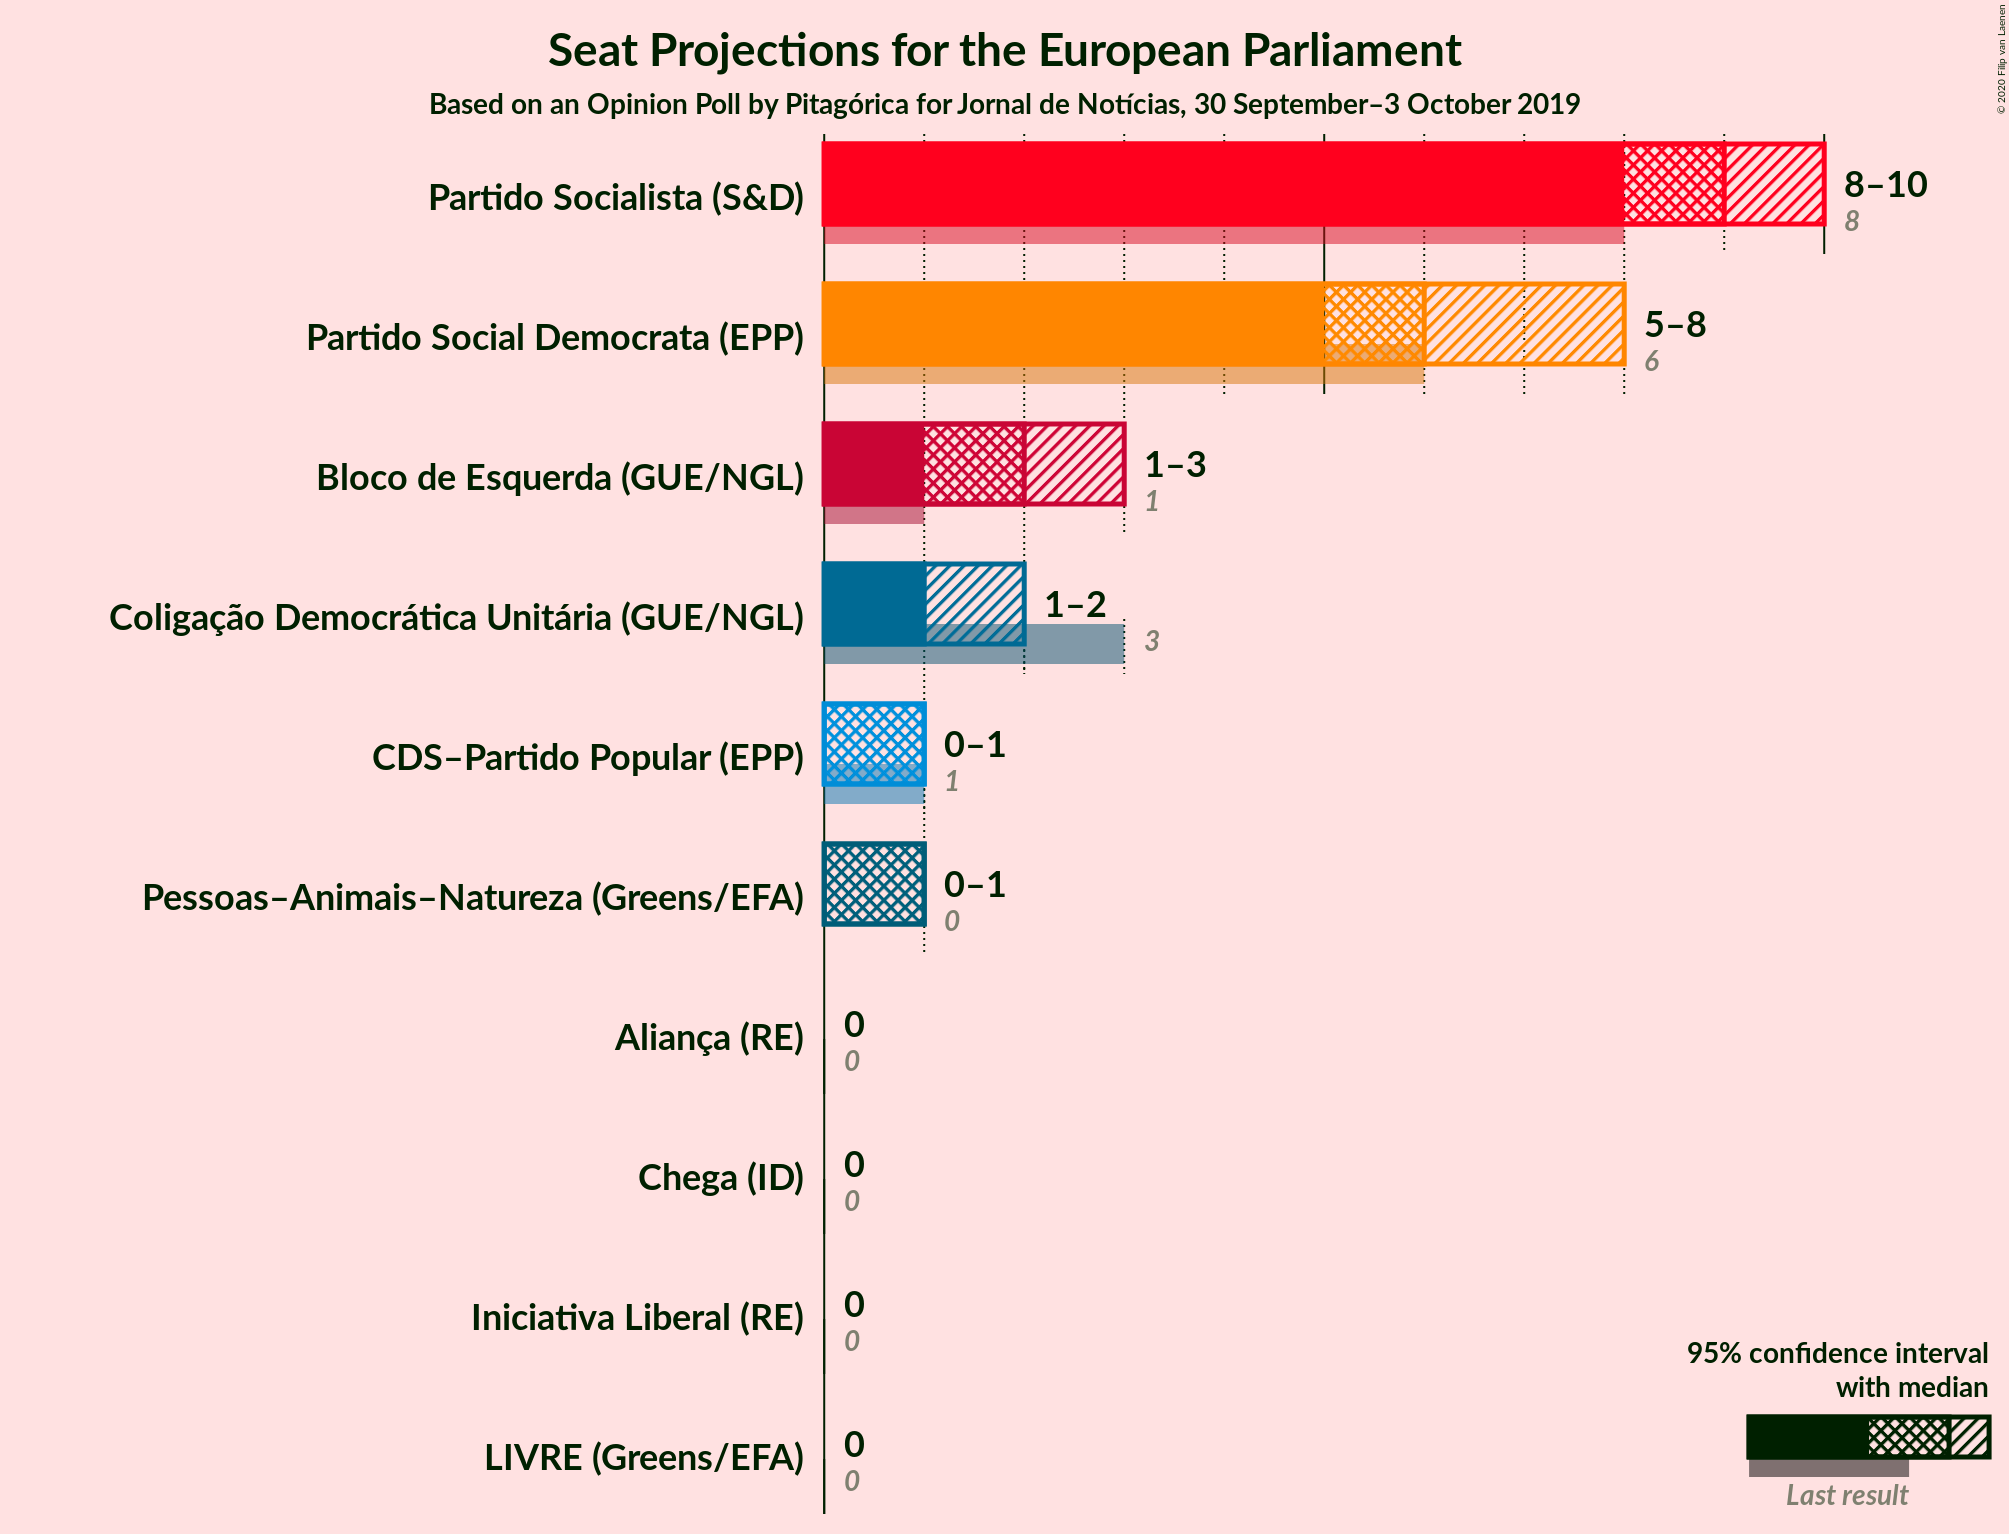 Seat Projections for the European Parliament
Based on an Opinion Poll by Pitagórica for Jornal de Notícias, 30 September–3 October 2019
© 2020 Filip van Laenen
Partido Socialista (S&D)
8–10
8
Partido Social Democrata (EPP)
5–8
6
Bloco de Esquerda (GUE/NGL)
1–3
1
Coligação Democrática Unitária (GUE/NGL)
1–2
3
CDS–Partido Popular (EPP)
0–1
1
Pessoas–Animais–Natureza (Greens/EFA)
0–1
0
Aliança (RE)
0
0
Chega (ID)
0
0
Iniciativa Liberal (RE)
0
0
LIVRE (Greens/EFA)
0
0
95% confidence interval
with median
Last result